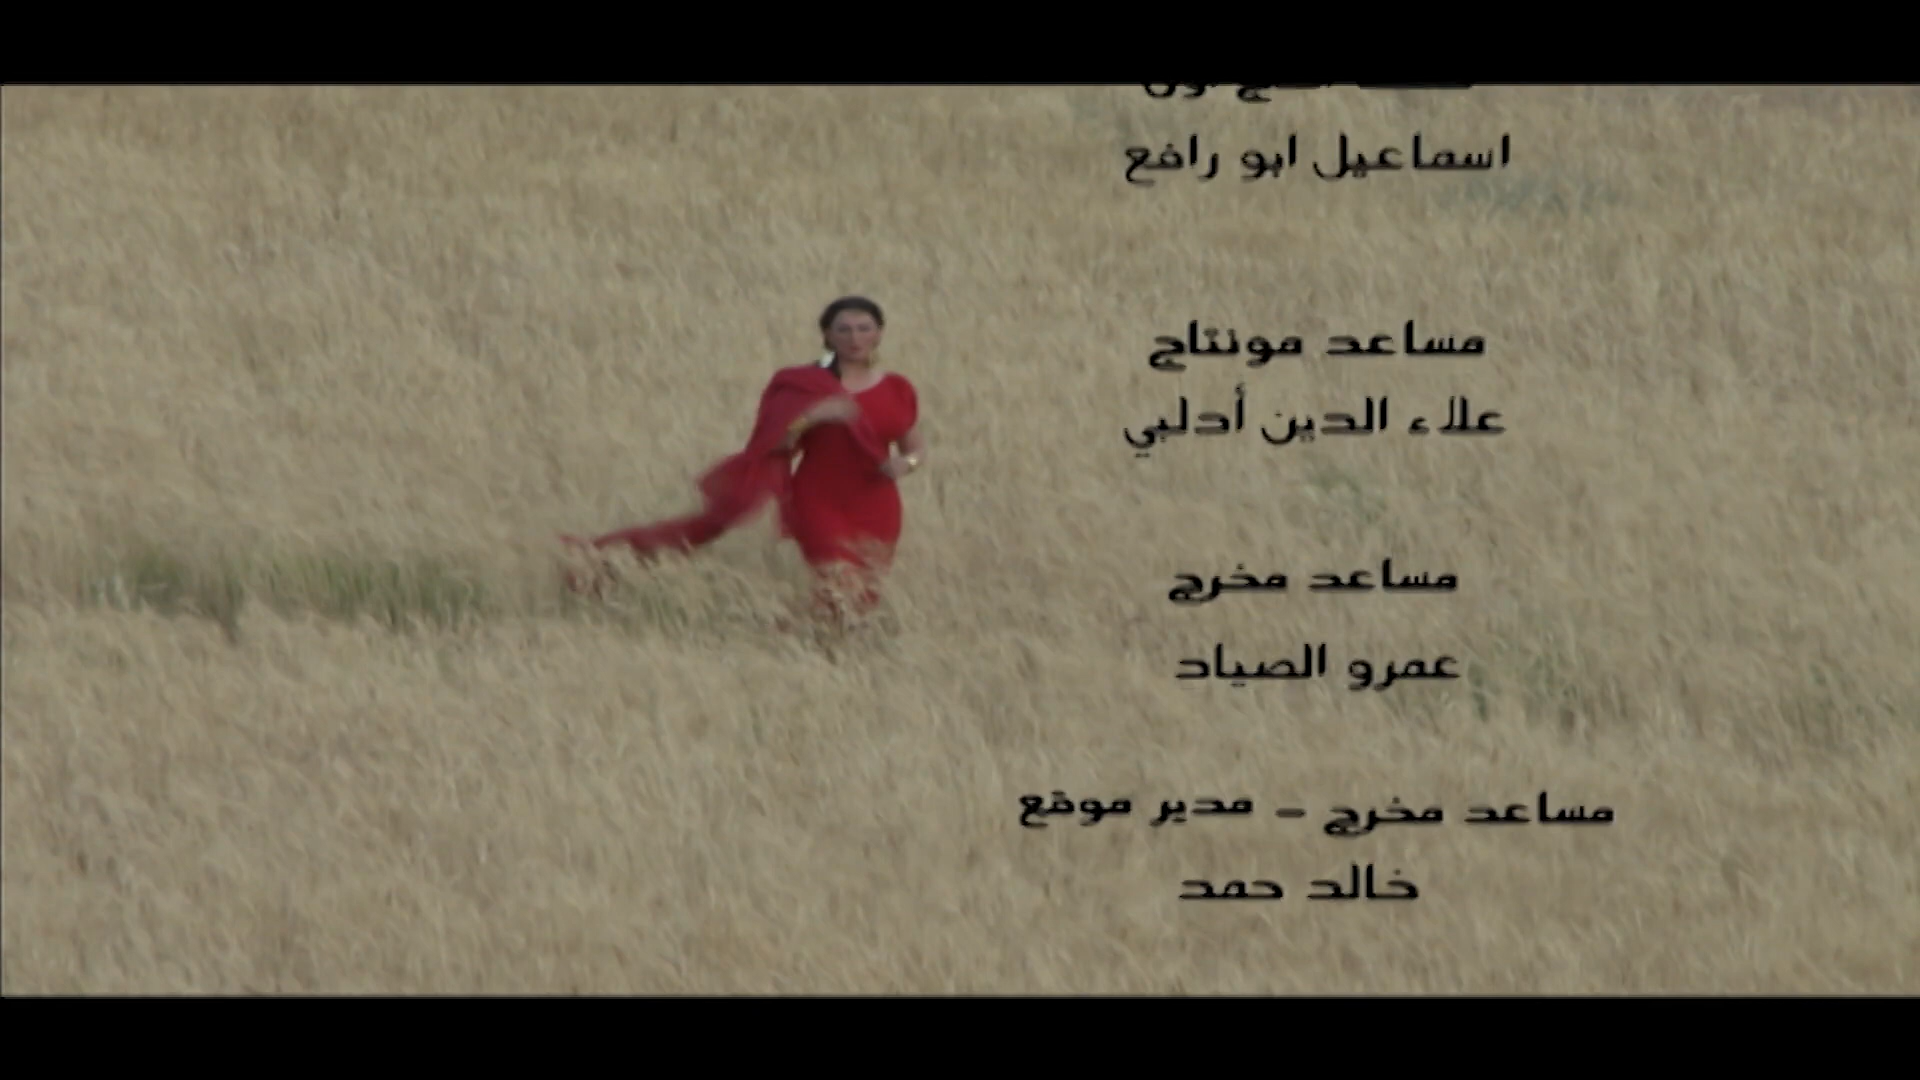 اسماعيل ابو رافع
مساعد مونتاج
علاء الدين أدلبي
مساعد مخرج
عمرو الصياد
مساعد مخرج - مدير موقع
خالد حمد